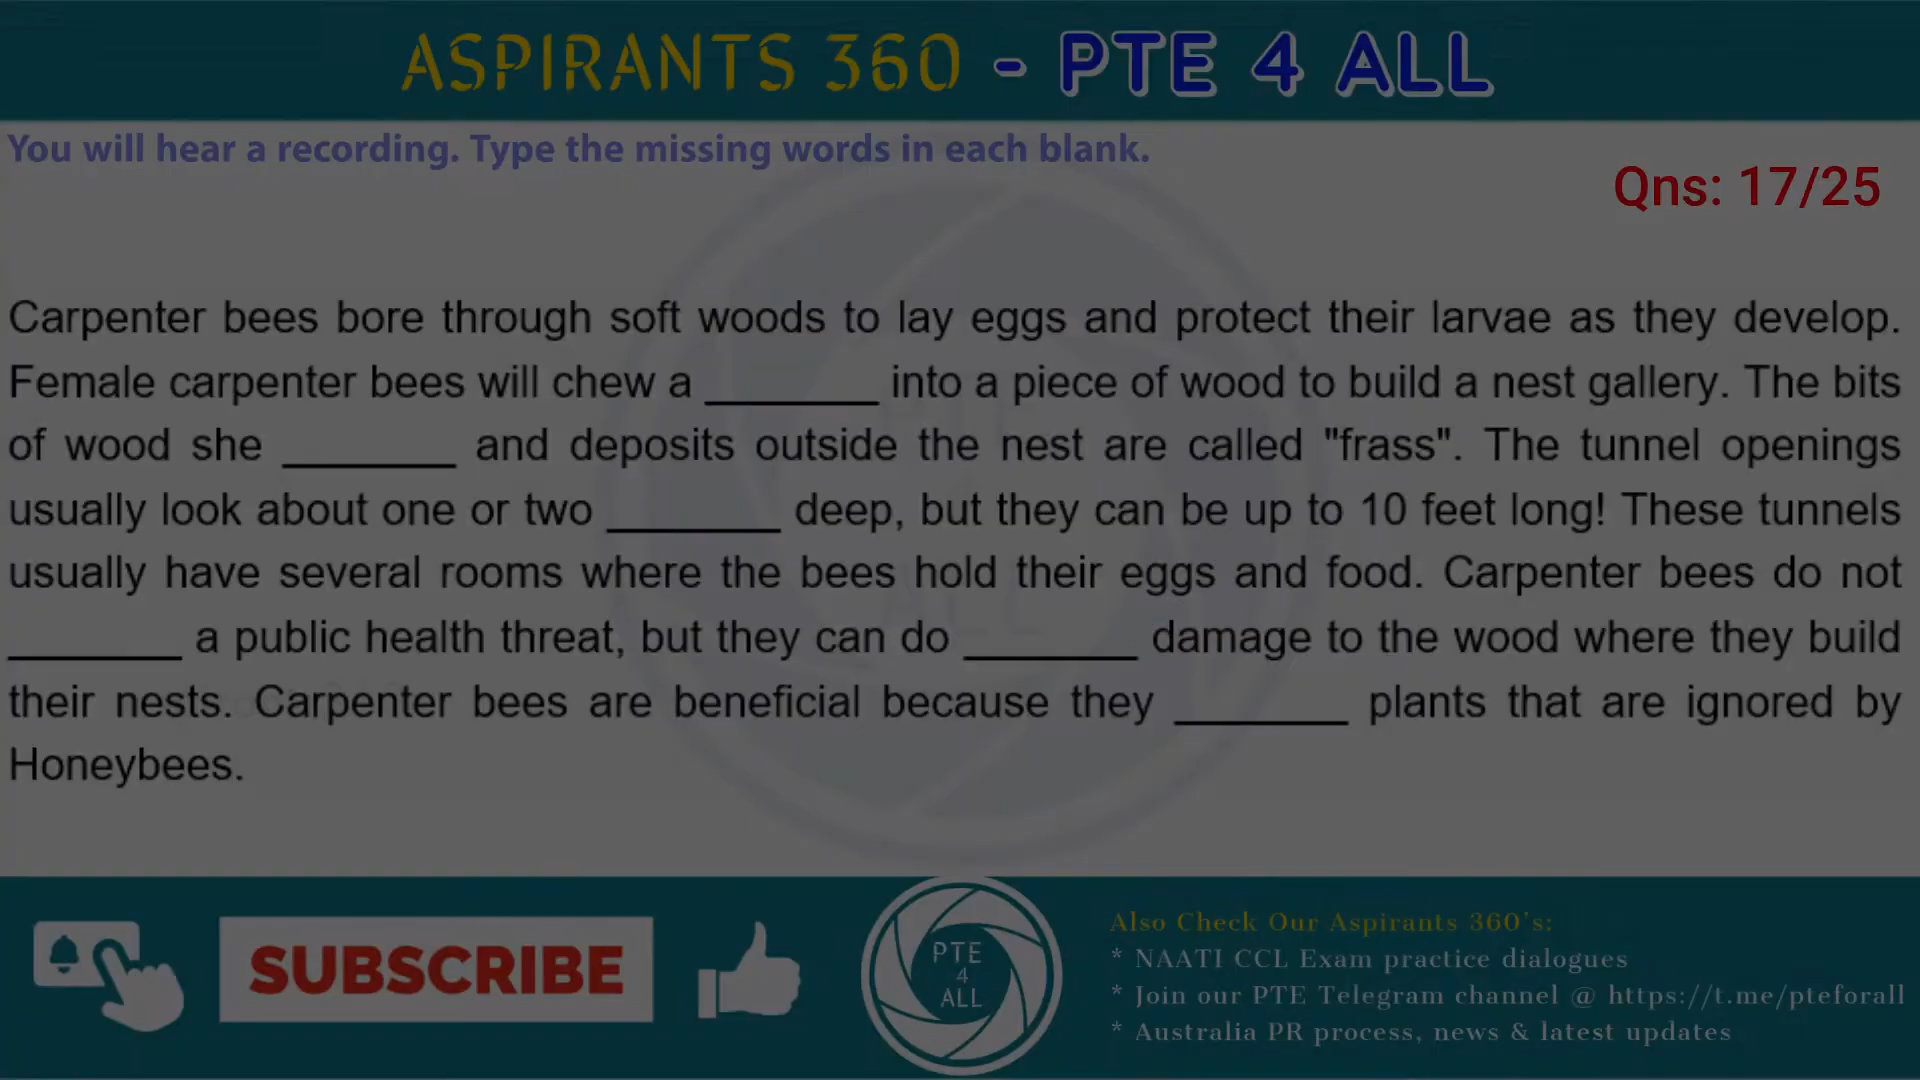 ASPIRANTS 360 - PTE 4 ALL
You will hear a recording. Type the missing words in each blank.
Qns: 17/25
Carpenter bees bore through soft woods to lay eggs and protect their larvae as they develop.
Female carpenter bees will chew a _______ into a piece of wood to build a nest gallery. The bits
of wood she _______ and deposits outside the nest are called "frass". The tunnel openings
usually look about one or two _______ deep, but they can be up to 10 feet long! These tunnels
usually have several rooms where the bees hold their eggs and food. Carpenter bees do not
_______ a public health threat, but they can do _______ damage to the wood where they build
their nests. Carpenter bees are beneficial because they _______ plants that are ignored by
Honeybees.
SUBSCRIBE
PTE
4
ALL
Also Check Our Aspirants 360's:
* NAATI CCL Exam practice dialogues
* Join our PTE Telegram channel @ https://t.me/pteforall
* Australia PR process, news & latest updates